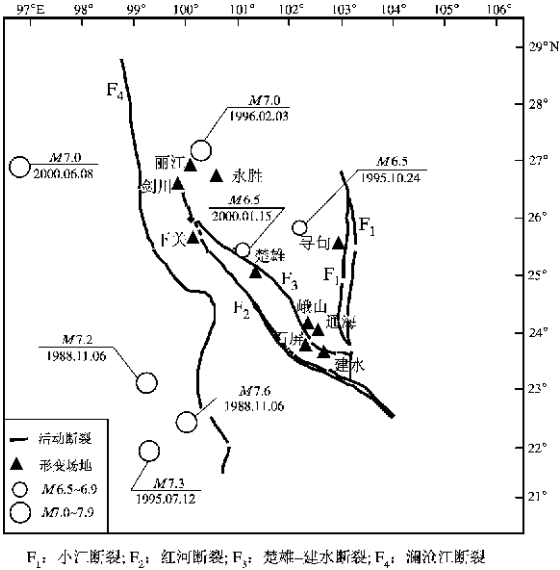 97°E 98° 99° 100° 101° 102° 103° 104° 105° 106°
29°N
28°
27°
26°
25°
24°
23°
22°
21°
F4
M7.0
1996.02.03
丽江
永胜
剑川
M7.0
2000.06.08
M6.5
1995.10.24
M6.5
2000.01.15
寻甸
F1
下关
楚雄
F3
F1
F2
峨山
通海
石屏
建水
M7.2
1988.11.06
M7.6
1988.11.06
M7.3
1995.07.12
活动断裂
形变场地
M6.5~6.9
M7.0~7.9
F1: 小江断裂; F2: 红河断裂; F3: 楚雄–建水断裂; F4: 澜沧江断裂